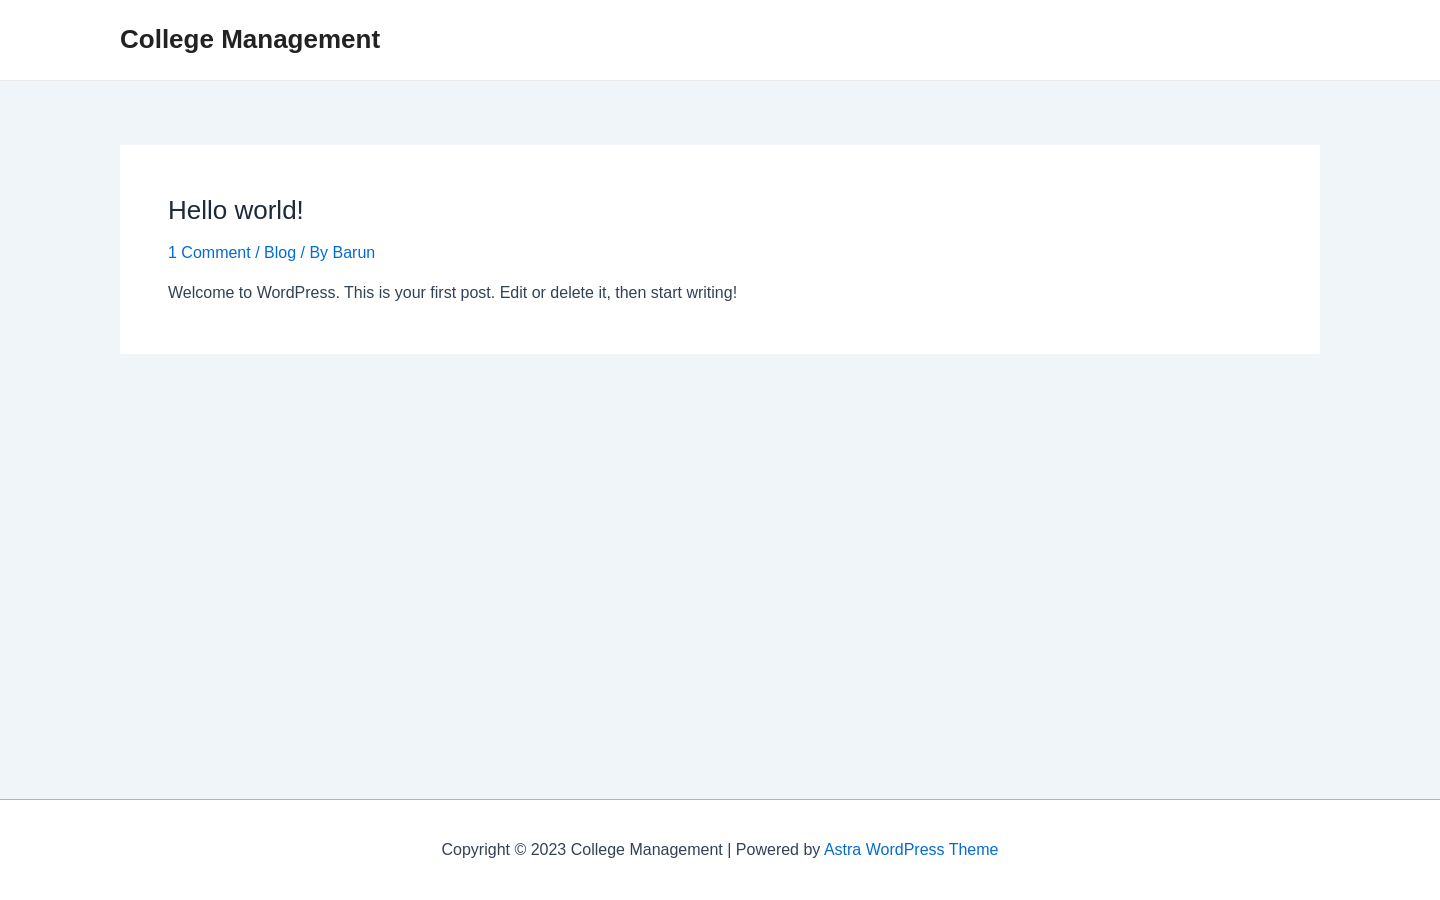 College Management
Hello world!
1 Comment / Blog / By Barun
Welcome to WordPress. This is your first post. Edit or delete it, then start writing!
Copyright © 2023 College Management | Powered by Astra WordPress Theme